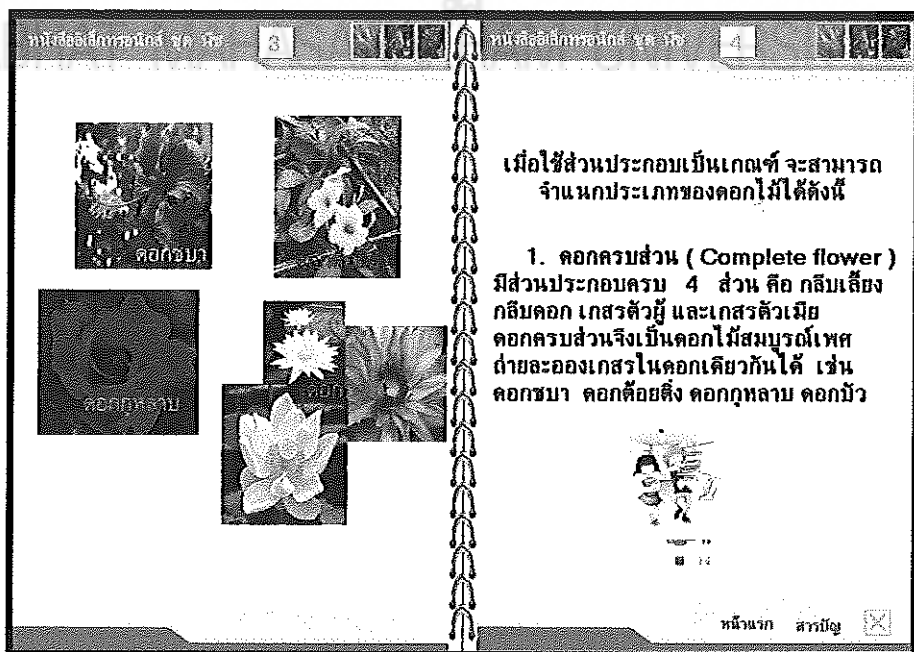 หนังสืออิเล็กทรอนิกส์ ชุด พืช
3
ดอกชบา
ดอกกุหลาบ
ดอก
หนังสืออิเล็กทรอนิกส์ ชุด พืช
4
เมื่อใช้ส่วนประกอบเป็นเกณฑ์ จะสามารถ
จำแนกประเภทของดอกไม้ได้ดังนี้
1. ดอกครบส่วน ( Complete flower )
มีส่วนประกอบครบ 4 ส่วน คือ กลีบเลี้ยง
กลีบดอก เกสรตัวผู้ และเกสรตัวเมีย
ดอกครบส่วนจึงเป็นดอกไม้สมบูรณ์เพศ
ถ่ายละอองเกสรในดอกเดียวกันได้ เช่น
ดอกชบา ดอกต้อยติ่ง ดอกกุหลาบ ดอกบัว
หน้าแรก สารบัญ